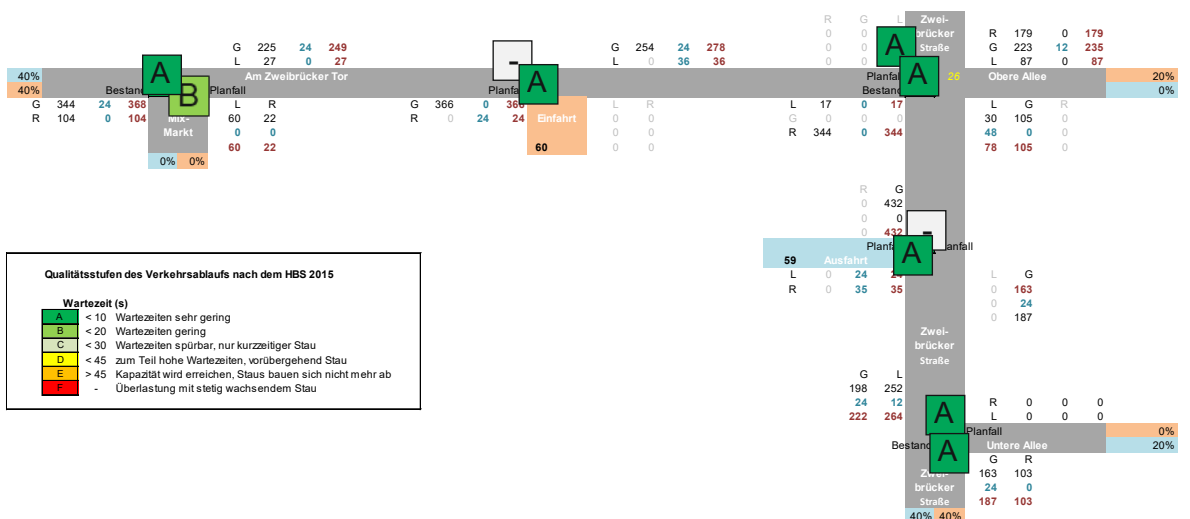 R G L Zwei-
0 0 0 brücker R 179 0 179
G 225 24 249 G 254 24 278 0 0 Straße G 223 12 235
L 27 0 27 L 0 36 36 0 0 L 87 0 87
40% A Am Zweibrücker Tor - A Planfall A 26 Obere Allee 20%
40% Bestand B Planfall Planfall Bestand A 0%
G 344 24 368 L R G 366 0 366 L R L 17 0 17 L G R
R 104 0 104 Mix- 60 22 R 0 24 24 Einfahrt 0 0 G 0 0 0 30 105 0
Markt 0 0 0 0 R 344 0 344 48 0 0
60 22 60 0 0 78 105 0
0% 0%
R G
0 432
0 0
0 432 -
Planfall A Planfall
59 Ausfahrt
L 0 24 24 L G
R 0 35 35 0 163
0 24
0 187
Qualitätsstufen des Verkehrsablaufs nach dem HBS 2015
Wartezeit (s)
A < 10 Wartezeiten sehr gering
B < 20 Wartezeiten gering
C < 30 Wartezeiten spürbar, nur kurzzeitiger Stau
D < 45 zum Teil hohe Wartezeiten, vorübergehend Stau
E > 45 Kapazität wird erreichen, Staus bauen sich nicht mehr ab
F - Überlastung mit stetig wachsendem Stau
Zwei-
brücker
Straße
G L
198 252
24 12 A R 0 0 0
222 264 L 0 0 0
Planfall 0%
Bestand A Untere Allee 20%
G R
Zwei- 163 103
brücker 24 0
Straße 187 103
40% 40%